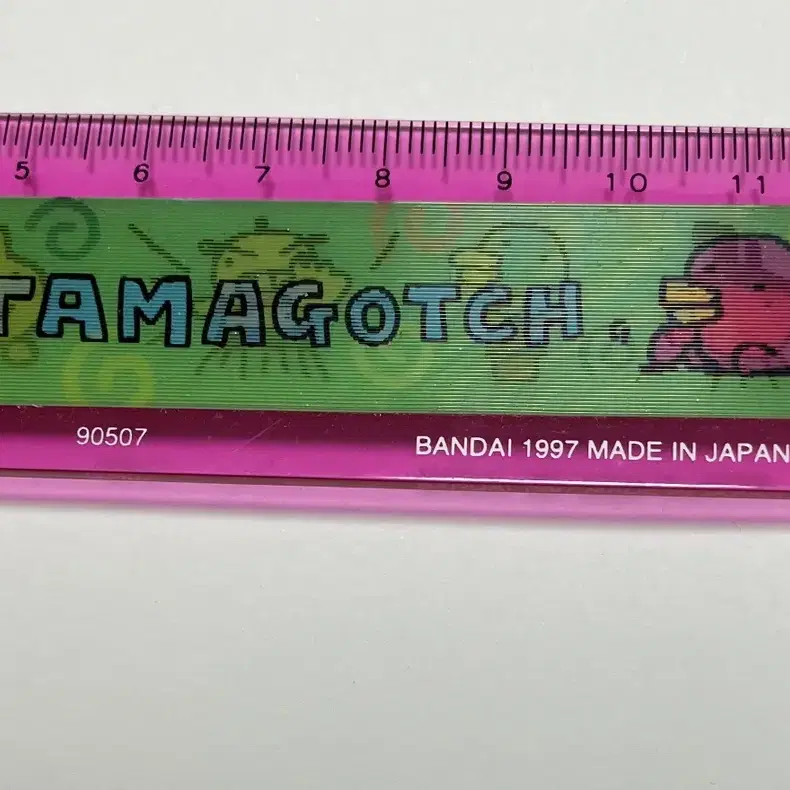 5 6 7 8 9 10 11
TAMAGOTCH
90507 BANDAI 1997 MADE IN JAPAN